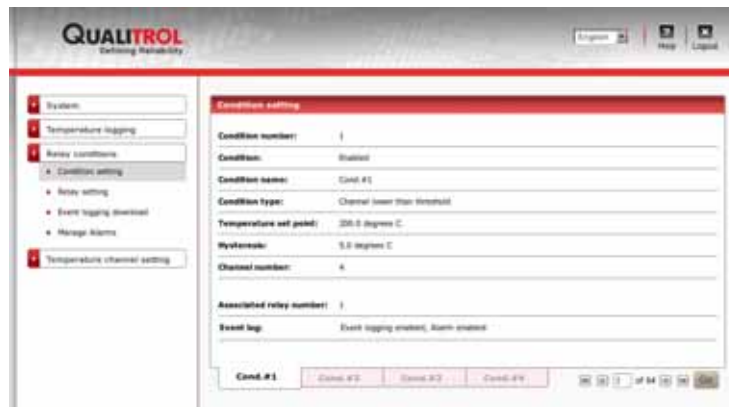 QUALITROL
Defining Reliability
English
Help
Logout
System
Temperature logging
Relay conditions
Condition setting
Relay setting
Event logging download
Manage Alarms
Temperature channel setting
Condition setting
Condition number: 1
Condition: Enabled
Condition name: Cond.#1
Condition type: Channel lower than threshold
Temperature set point: 200.0 degrees C
Hysteresis: 5.0 degrees C
Channel number: 4
Associated relay number: 1
Event log: Event logging enabled, Alarm enabled
Cond.#1 Cond.#2 Cond.#3 Cond.#4 1 of 64 Go